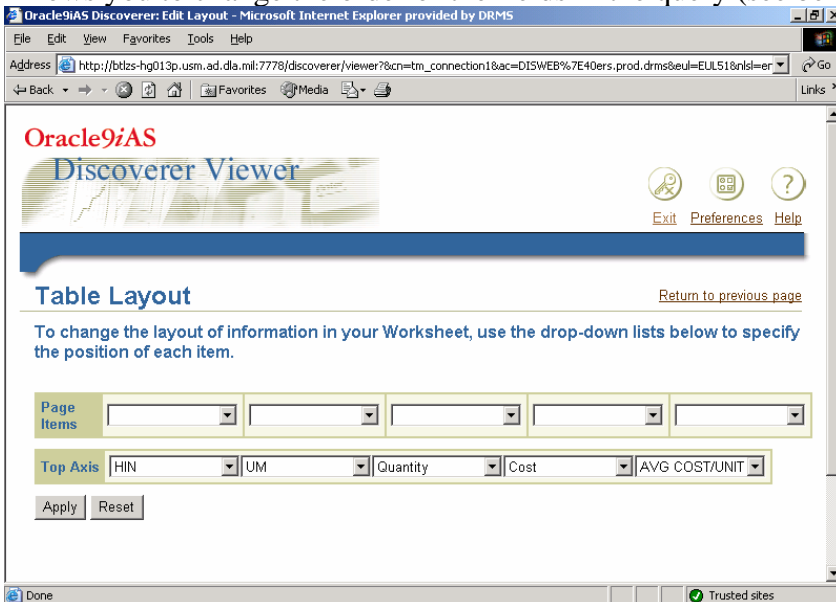 Oracle9iAS Discoverer: Edit Layout - Microsoft Internet Explorer provided by DRMS
File Edit View Favorites Tools Help
Address http://btlzs-hg013p.usm.ad.dla.mil:7778/discoverer/viewer?&cn=tm_connection1&ac=DISWEB%7E40ers.prod.drms&eul=EUL51&nlsl=er Go
Back Favorites Media Links »
Oracle9iAS
Discoverer Viewer
Exit Preferences Help
Table Layout Return to previous page
To change the layout of information in your Worksheet, use the drop-down lists below to specify
the position of each item.
Page
Items
Top Axis HIN UM Quantity Cost AVG COST/UNIT
Apply Reset
Done Trusted sites